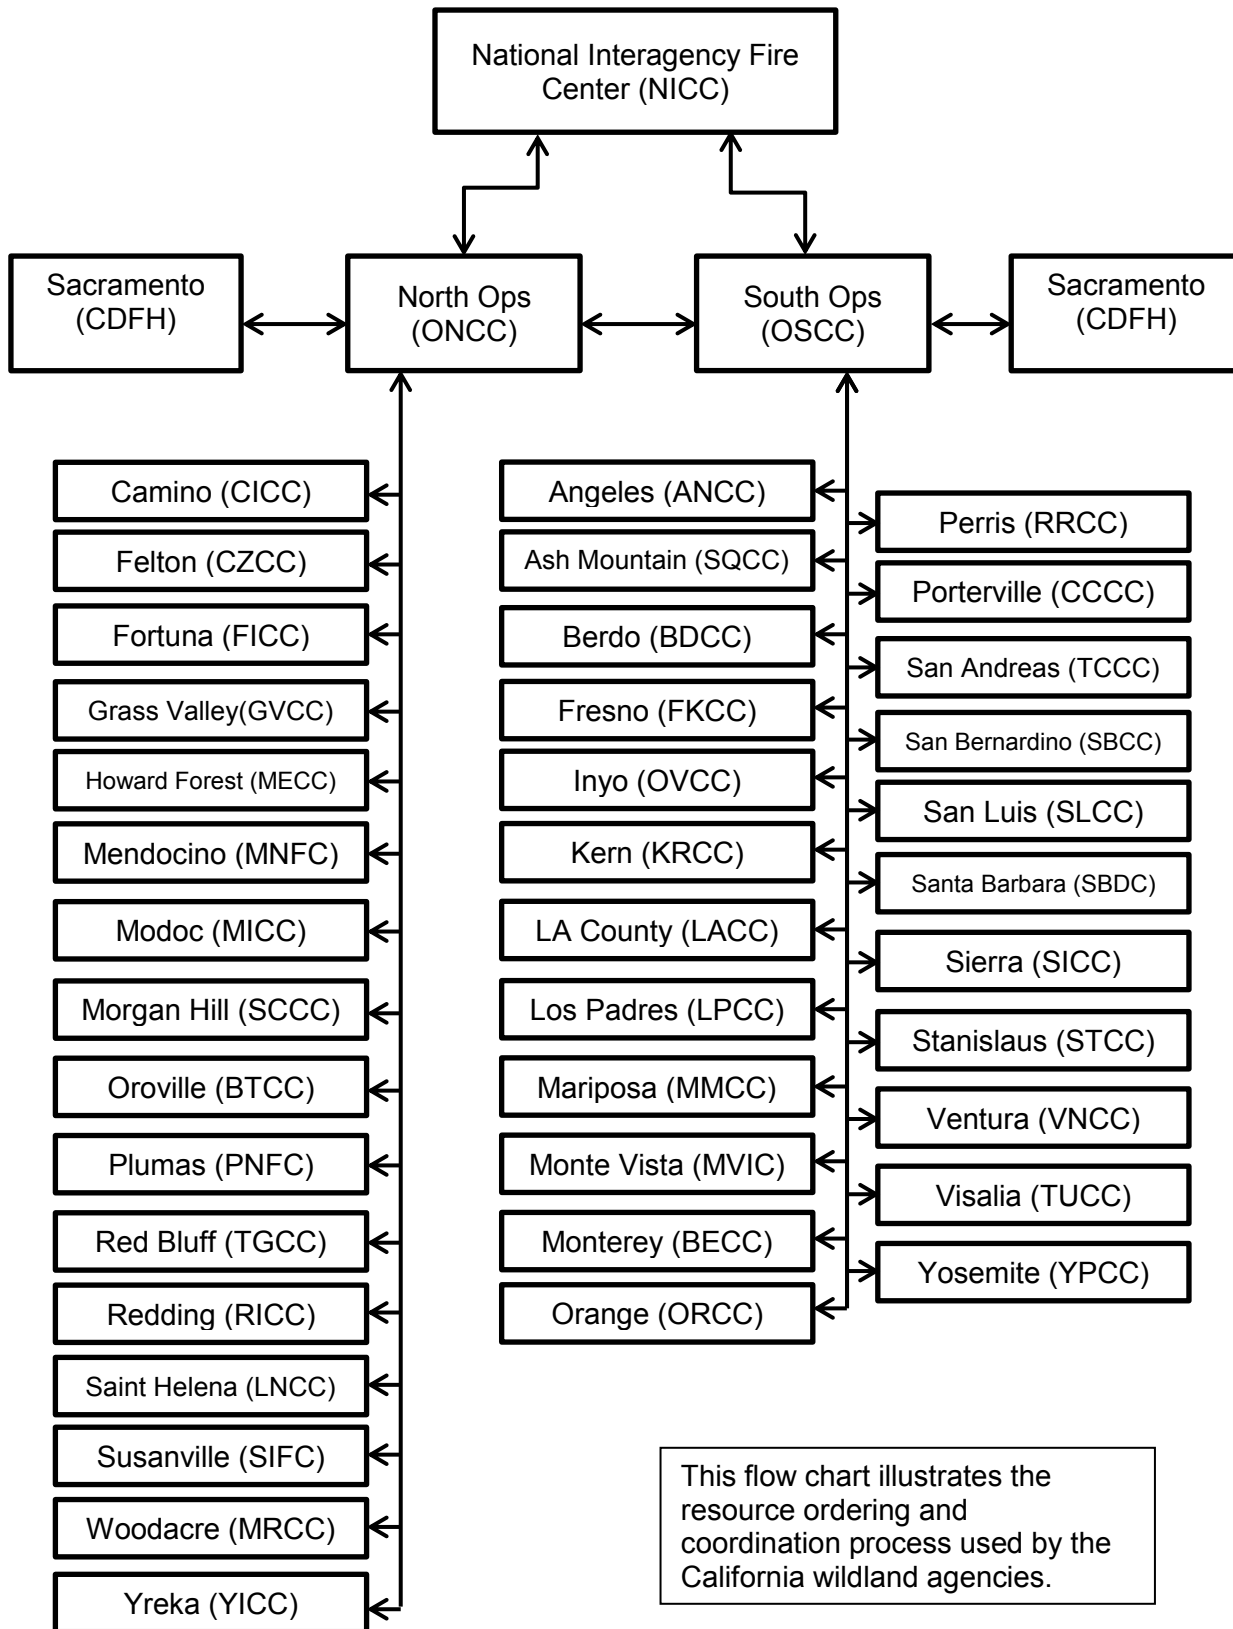 National Interagency Fire
Center (NICC)
Sacramento
(CDFH)
North Ops
(ONCC)
South Ops
(OSCC)
Sacramento
(CDFH)
Camino (CICC)
Felton (CZCC)
Fortuna (FICC)
Grass Valley(GVCC)
Howard Forest (MECC)
Mendocino (MNFC)
Modoc (MICC)
Morgan Hill (SCCC)
Oroville (BTCC)
Plumas (PNFC)
Red Bluff (TGCC)
Redding (RICC)
Saint Helena (LNCC)
Susanville (SIFC)
Woodacre (MRCC)
Yreka (YICC)
Angeles (ANCC)
Ash Mountain (SQCC)
Berdo (BDCC)
Fresno (FKCC)
Inyo (OVCC)
Kern (KRCC)
LA County (LACC)
Los Padres (LPCC)
Mariposa (MMCC)
Monte Vista (MVIC)
Monterey (BECC)
Orange (ORCC)
Perris (RRCC)
Porterville (CCCC)
San Andreas (TCCC)
San Bernardino (SBCC)
San Luis (SLCC)
Santa Barbara (SBDC)
Sierra (SICC)
Stanislaus (STCC)
Ventura (VNCC)
Visalia (TUCC)
Yosemite (YPCC)
This flow chart illustrates the
resource ordering and
coordination process used by the
California wildland agencies.